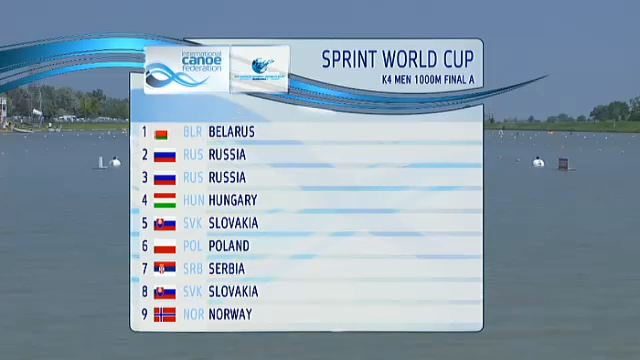 international
canoe
federation
SPRINT WORLD CUP
K4 MEN 1000M FINAL A
1 BLR BELARUS
2 RUS RUSSIA
3 RUS RUSSIA
4 HUN HUNGARY
5 SVK SLOVAKIA
6 POL POLAND
7 SRB SERBIA
8 SVK SLOVAKIA
9 NOR NORWAY